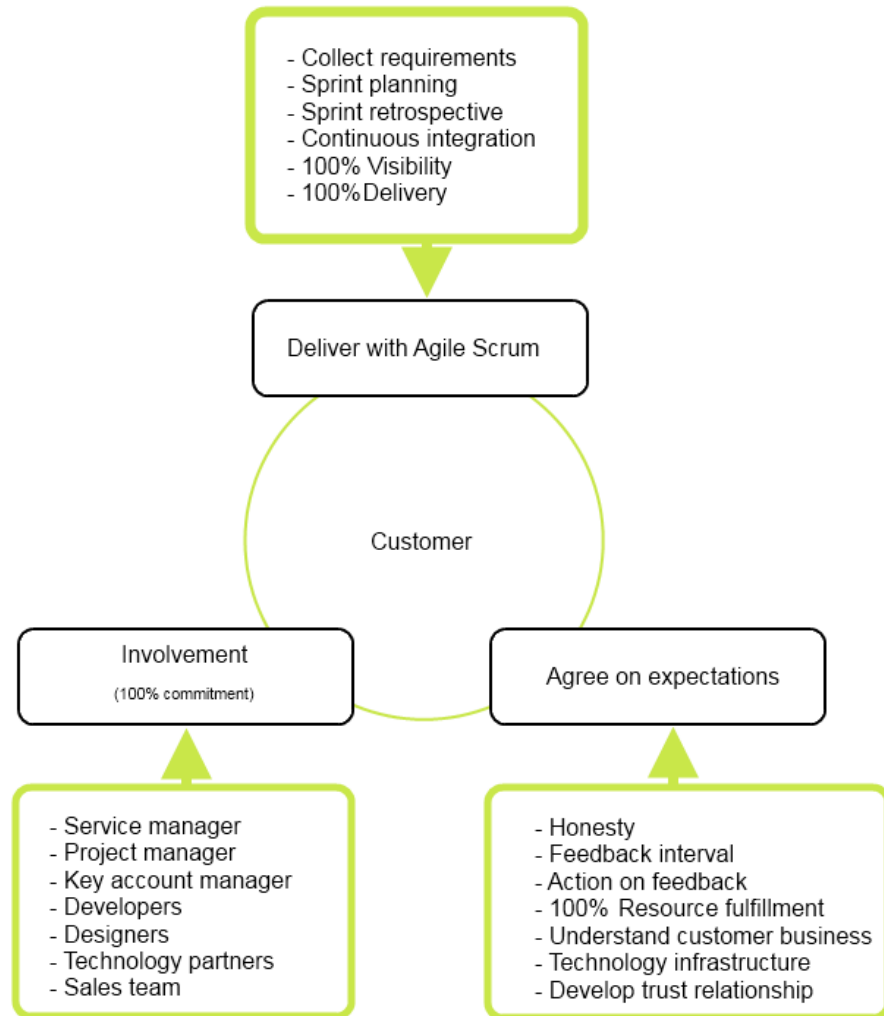 - Collect requirements
- Sprint planning
- Sprint retrospective
- Continuous integration
- 100% Visibility
- 100%Delivery
Deliver with Agile Scrum
Customer
Involvement
(100% commitment)
Agree on expectations
- Service manager
- Project manager
- Key account manager
- Developers
- Designers
- Technology partners
- Sales team
- Honesty
- Feedback interval
- Action on feedback
- 100% Resource fulfillment
- Understand customer business
- Technology infrastructure
- Develop trust relationship